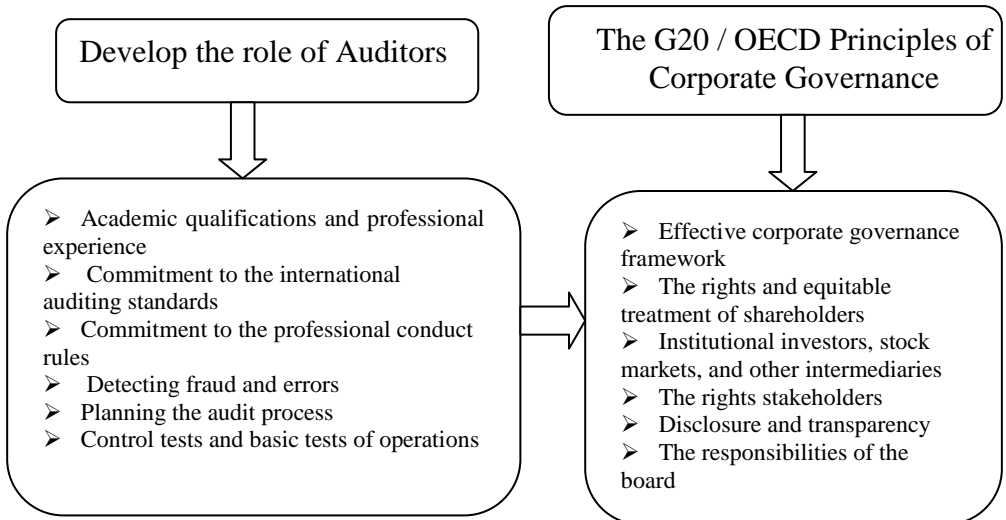 Develop the role of Auditors
The G20 / OECD Principles of
Corporate Governance
➢ Academic qualifications and professional
experience
➢ Commitment to the international
auditing standards
➢ Commitment to the professional conduct
rules
➢ Detecting fraud and errors
➢ Planning the audit process
➢ Control tests and basic tests of operations
➢ Effective corporate governance
framework
➢ The rights and equitable
treatment of shareholders
➢ Institutional investors, stock
markets, and other intermediaries
➢ The rights stakeholders
➢ Disclosure and transparency
➢ The responsibilities of the
board